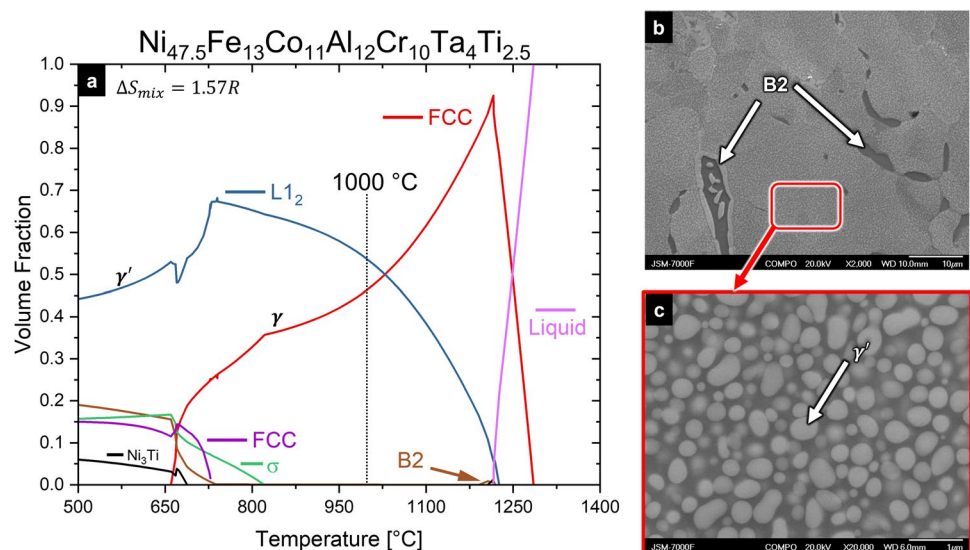 Ni47.5Fe13Co11Al12Cr10Ta4Ti2.5
a
ΔSmix = 1.57R
1.0
0.9
0.8
0.7
0.6
0.5
0.4
0.3
0.2
0.1
0.0
Volume Fraction
FCC
L1₂
1000 °C
γ′
γ
Liquid
FCC
σ
Ni₃Ti
B2
500
650
800
950
1100
1250
1400
Temperature [°C]
b
B2
JSM-7000F COMPO 20.0kV X2,000 WD 10.0mm 10μm
c
γ′
JSM-7000F COMPO 20.0kV X20,000 WD 6.0mm 1μm